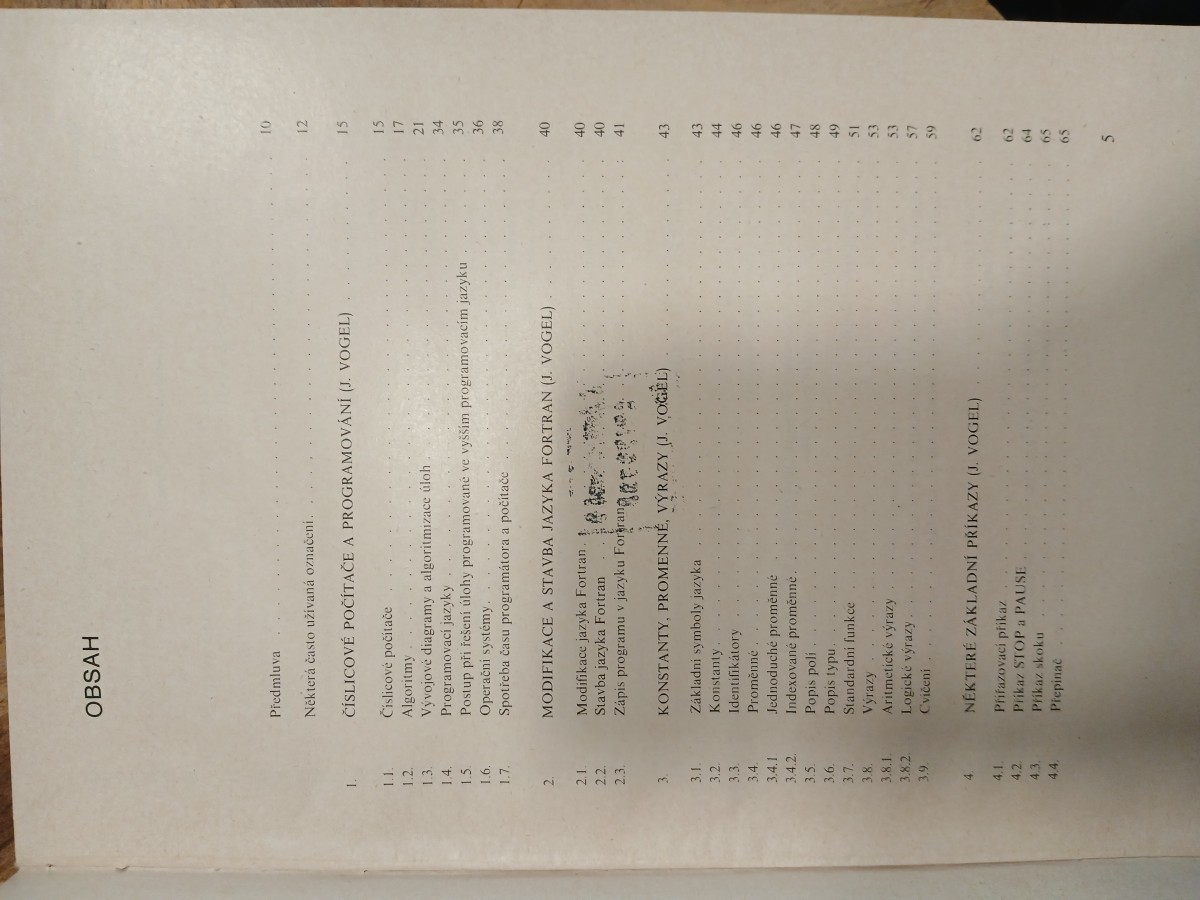 OBSAH
Předmluva . . . . . . . . . . 10
Některá často užívaná označení . . . . . . . . . . 12
1. ČÍSLICOVÉ POČÍTAČE A PROGRAMOVÁNÍ (J. VOGEL) . . . . . 15
1.1. Číslicové počítače . . . . . . . . . . 15
1.2. Algoritmy . . . . . . . . . . 17
1.3. Vývojové diagramy a algoritmizace úloh . . . . . . . . . . 21
1.4. Programovací jazyky . . . . . . . . . . 34
1.5. Postup při řešení úlohy programované ve vyšším programovacím jazyku . . . . . 35
1.6. Operační systémy . . . . . . . . . . 36
1.7. Spotřeba času programátora a počítače . . . . . . . . . . 38
2. MODIFIKACE A STAVBA JAZYKA FORTRAN (J. VOGEL) . . . . . 40
2.1 Modifikace jazyka Fortran . . . . . . . . . . 40
2.2. Stavba jazyka Fortran . . . . . . . . . . 40
2.3. Zápis programu v jazyku Fortran . . . . . . . . . . 41
3. KONSTANTY, PROMENNÉ, VÝRAZY (J. VOGEL) . . . . . 43
3.1. Základní symboly jazyka . . . . . . . . . . 43
3.2. Konstanty . . . . . . . . . . 44
3.3. Identifikátory . . . . . . . . . . 46
3.4. Proměnné . . . . . . . . . . 46
3.4.1 Jednoduché proměnné . . . . . . . . . . 46
3.4.2. Indexované proměnné . . . . . . . . . . 47
3.5. Popis polí . . . . . . . . . . 48
3.6. Popis typu . . . . . . . . . . 49
3.7. Standardní funkce . . . . . . . . . . 51
3.8. Výrazy . . . . . . . . . . 53
3.8.1. Aritmetické výrazy . . . . . . . . . . 53
3.8.2. Logické výrazy . . . . . . . . . . 57
3.9. Cvičení . . . . . . . . . . 59
4. NĚKTERÉ ZÁKLADNÍ PŘÍKAZY (J. VOGEL) . . . . . 62
4.1. Přiřazovací příkaz . . . . . . . . . . 62
4.2. Příkaz STOP a PAUSE . . . . . . . . . . 64
4.3. Příkaz skoku . . . . . . . . . . 65
4.4. Přepínač . . . . . . . . . . 65
5